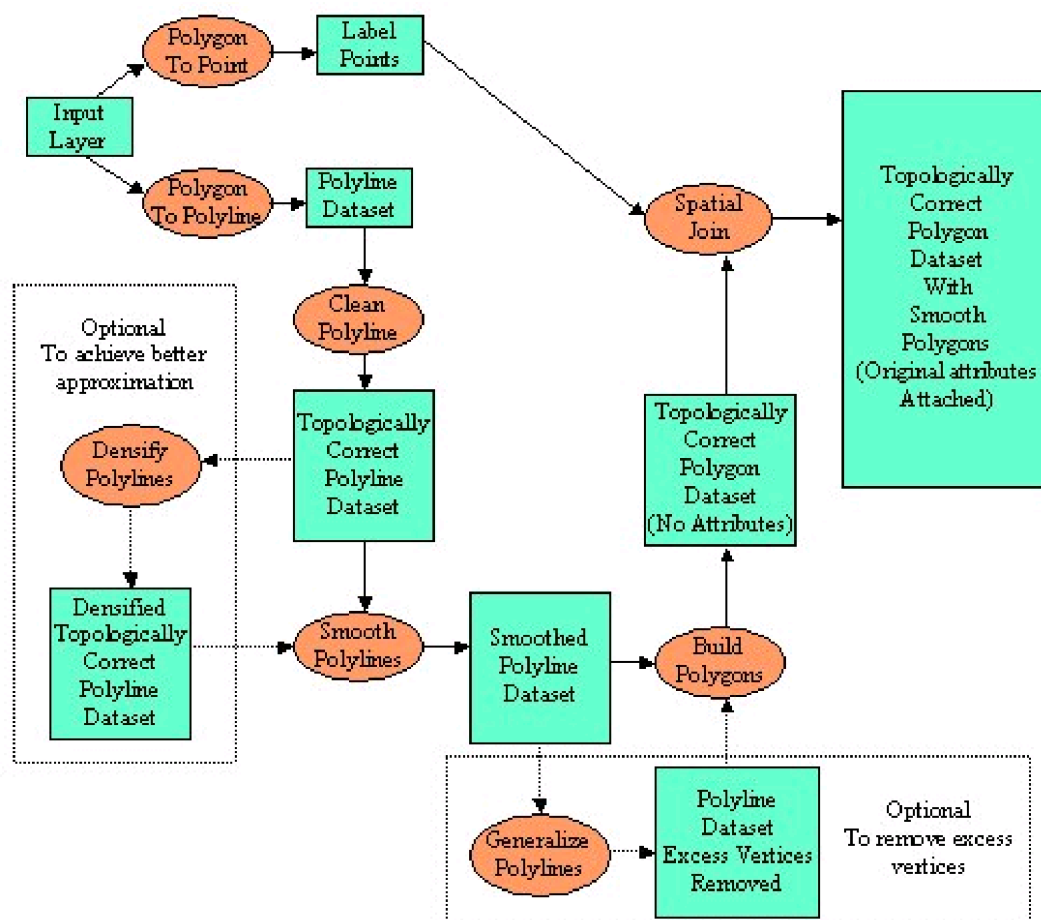 Polygon
To Point
Label
Points
Input
Layer
Polygon
To Polyline
Polyline
Dataset
Spatial
Join
Topologically
Correct
Polygon
Dataset
With
Smooth
Polygons
(Original attributes
Attached)
Clean
Polyline
Optional
To achieve better
approximation
Densify
Polylines
Topologically
Correct
Polyline
Dataset
Topologically
Correct
Polygon
Dataset
(No Attributes)
Densified
Topologically
Correct
Polyline
Dataset
Smooth
Polylines
Smoothed
Polyline
Dataset
Build
Polygons
Generalize
Polylines
Polyline
Dataset
Excess Vertices
Removed
Optional
To remove excess
vertices